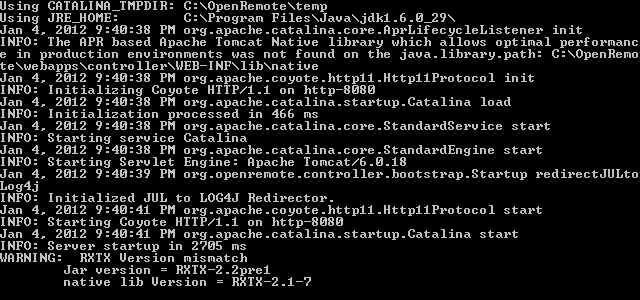 Using CATALINA_TMPDIR: C:\OpenRemote\temp
Using JRE_HOME:        C:\Program Files\Java\jdk1.6.0_29\
Jan 4, 2012 9:40:38 PM org.apache.catalina.core.AprLifecycleListener init
INFO: The APR based Apache Tomcat Native library which allows optimal performanc
e in production environments was not found on the java.library.path: C:\OpenRemo
te\webapps\controller\WEB-INF\lib\native
Jan 4, 2012 9:40:38 PM org.apache.coyote.http11.Http11Protocol init
INFO: Initializing Coyote HTTP/1.1 on http-8080
Jan 4, 2012 9:40:38 PM org.apache.catalina.startup.Catalina load
INFO: Initialization processed in 466 ms
Jan 4, 2012 9:40:38 PM org.apache.catalina.core.StandardService start
INFO: Starting service Catalina
Jan 4, 2012 9:40:38 PM org.apache.catalina.core.StandardEngine start
INFO: Starting Servlet Engine: Apache Tomcat/6.0.18
Jan 4, 2012 9:40:39 PM org.openremote.controller.bootstrap.Startup redirectJULto
Log4j
INFO: Initialized JUL to LOG4J Redirector.
Jan 4, 2012 9:40:41 PM org.apache.coyote.http11.Http11Protocol start
INFO: Starting Coyote HTTP/1.1 on http-8080
Jan 4, 2012 9:40:41 PM org.apache.catalina.startup.Catalina start
INFO: Server startup in 2705 ms
WARNING:  RXTX Version mismatch
        Jar version = RXTX-2.2pre1
        native lib Version = RXTX-2.1-7